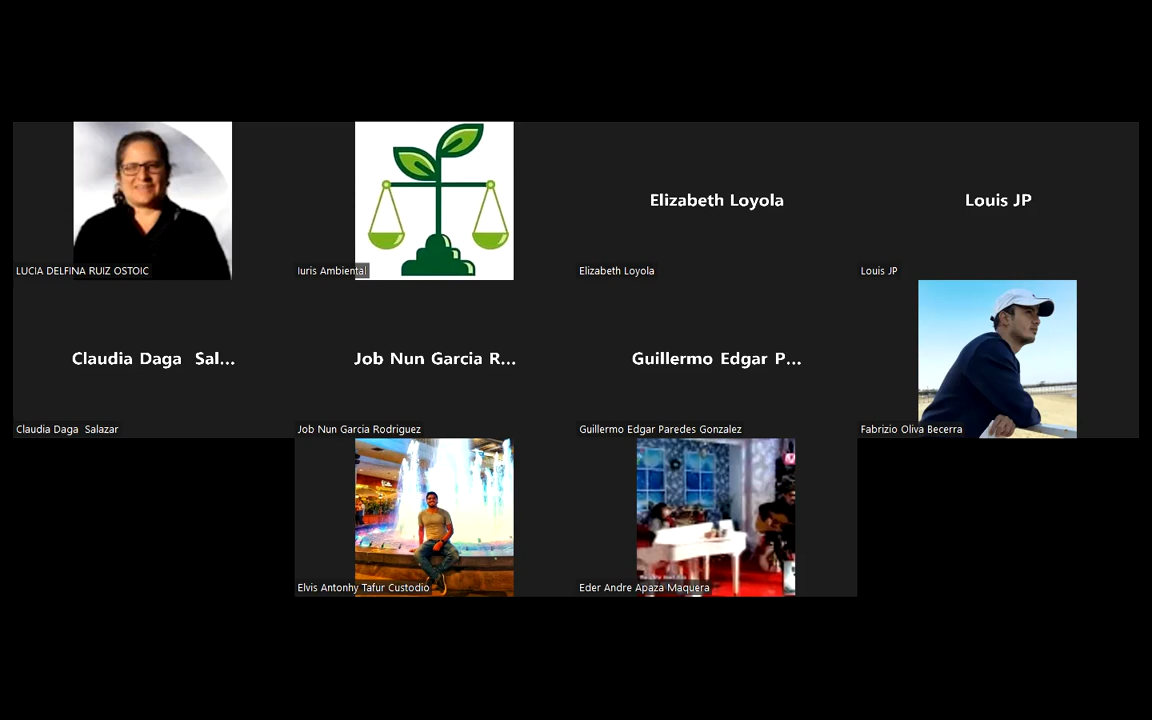 Elizabeth Loyola
Louis JP
LUCIA DELFINA RUIZ OSTOIC
Iuris Ambiental
Elizabeth Loyola
Louis JP
Claudia Daga  Sal...
Job Nun Garcia R...
Guillermo Edgar P...
Claudia Daga  Salazar
Job Nun Garcia Rodriguez
Guillermo Edgar Paredes Gonzalez
Fabrizio Oliva Becerra
Elvis Antonhy Tafur Custodio
Eder Andre Apaza Maquera